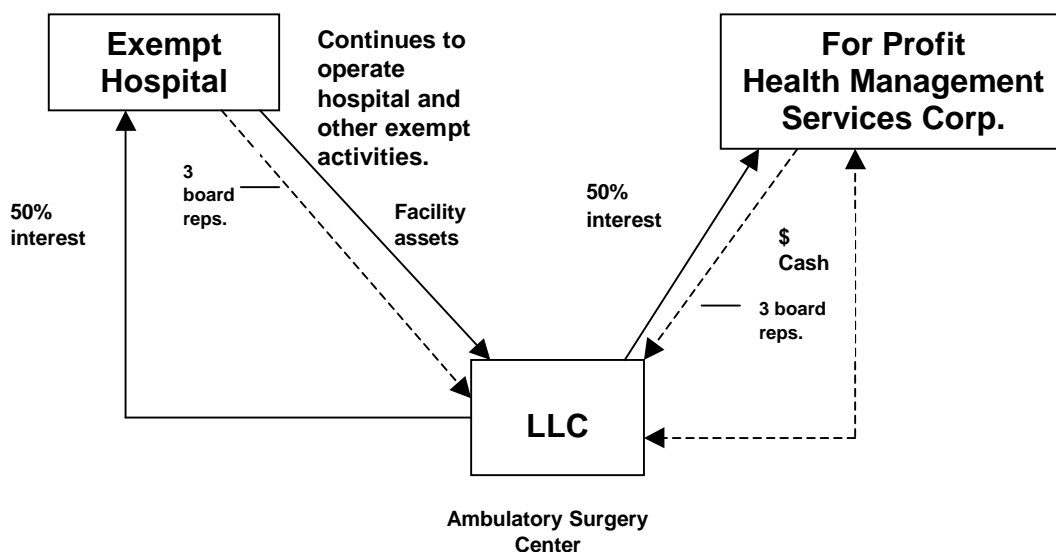 Exempt
Hospital
Continues to
operate
hospital and
other exempt
activities.
For Profit
Health Management
Services Corp.
3
board
reps.
50%
interest
Facility
assets
50%
interest
$
Cash
3 board
reps.
LLC
Ambulatory Surgery
Center